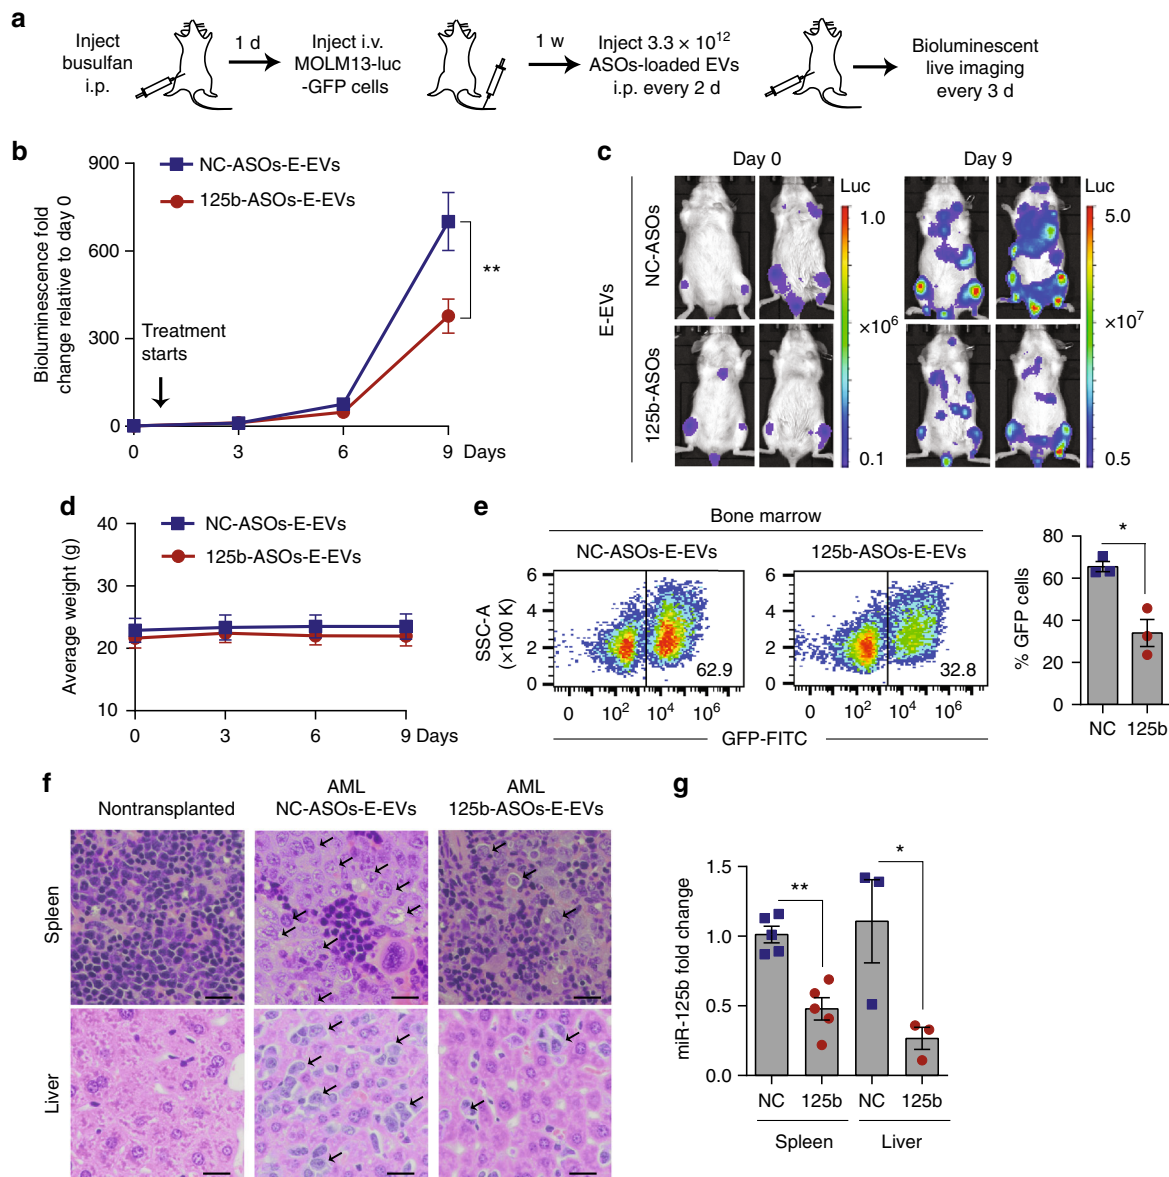 a
Inject
busulfan
i.p.
1 d
Inject i.v.
MOLM13-luc
-GFP cells
1 w
Inject 3.3 × 10¹²
ASOs-loaded EVs
i.p. every 2 d
Bioluminescent
live imaging
every 3 d
b
Bioluminescence fold
change relative to day 0
900
600
300
0
NC-ASOs-E-EVs
125b-ASOs-E-EVs
**
Treatment
starts
0 3 6 9 Days
c
Day 0 Day 9
E-EVs
NC-ASOs
125b-ASOs
Luc
1.0
×10⁶
0.1
Luc
5.0
×10⁷
0.5
d
Average weight (g)
40
30
20
10
NC-ASOs-E-EVs
125b-ASOs-E-EVs
0 3 6 9 Days
e
Bone marrow
NC-ASOs-E-EVs 125b-ASOs-E-EVs
SSC-A
(×100 K)
6
4
2
0
62.9
0 10² 10⁴ 10⁶
6
4
2
0
32.8
0 10² 10⁴ 10⁶
GFP-FITC
% GFP cells
80
60
40
20
0
*
NC 125b
f
Nontransplanted
AML
NC-ASOs-E-EVs
AML
125b-ASOs-E-EVs
Spleen
Liver
g
miR-125b fold change
1.5
1.0
0.5
0.0
**
*
NC 125b NC 125b
Spleen Liver